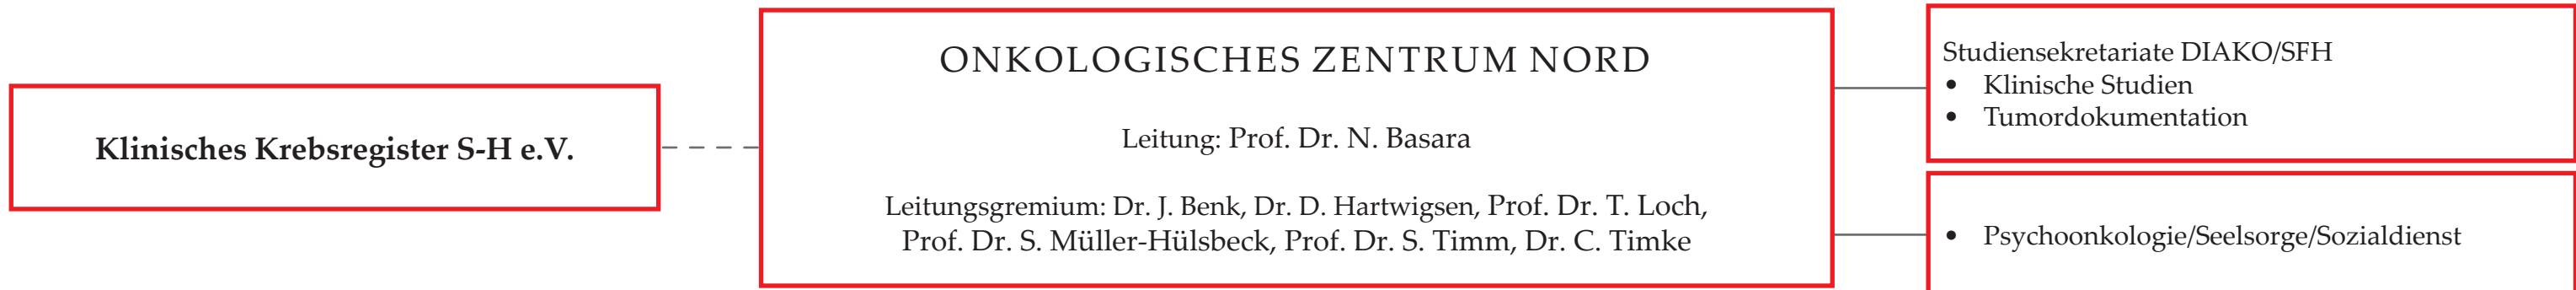 Klinisches Krebsregister S-H e.V.
ONKOLOGISCHES ZENTRUM NORD
Leitung: Prof. Dr. N. Basara
Leitungsgremium: Dr. J. Benk, Dr. D. Hartwigsen, Prof. Dr. T. Loch,
Prof. Dr. S. Müller-Hülsbeck, Prof. Dr. S. Timm, Dr. C. Timke
Studiensekretariate DIAKO/SFH
• Klinische Studien
• Tumordokumentation
• Psychoonkologie/Seelsorge/Sozialdienst